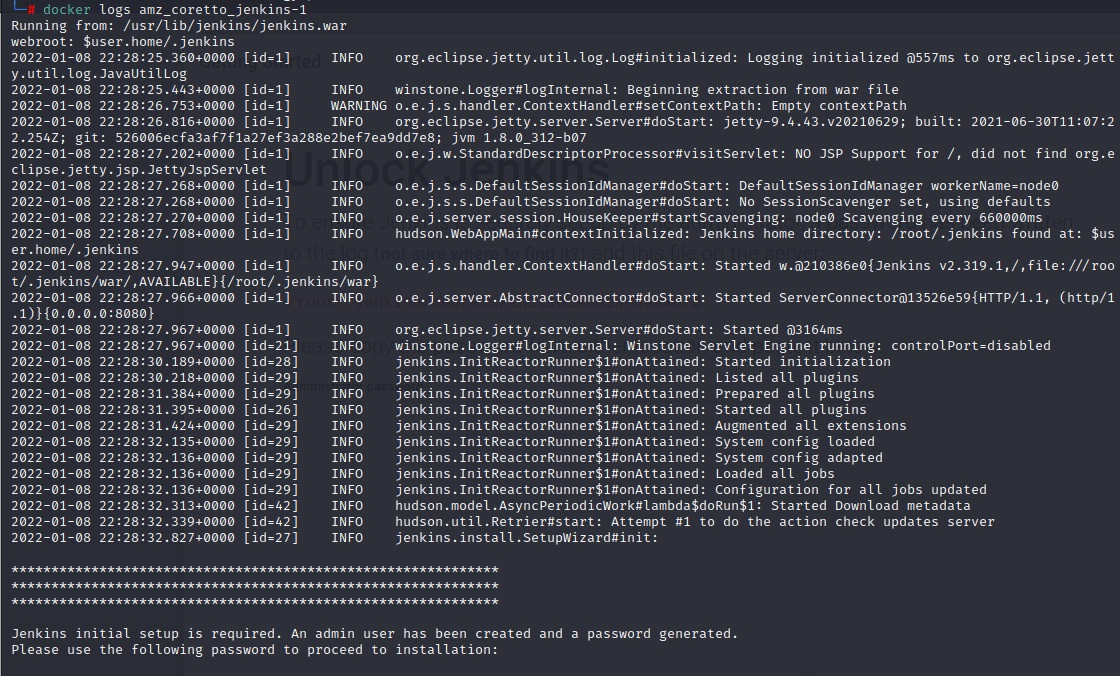 # docker logs amz_coretto_jenkins-1
Running from: /usr/lib/jenkins/jenkins.war
webroot: $user.home/.jenkins
2022-01-08 22:28:25.360+0000 [id=1]     INFO    org.eclipse.jetty.util.log.Log#initialized: Logging initialized @557ms to org.eclipse.jett
y.util.log.JavaUtilLog
2022-01-08 22:28:25.443+0000 [id=1]     INFO    winstone.Logger#logInternal: Beginning extraction from war file
2022-01-08 22:28:26.753+0000 [id=1]     WARNING o.e.j.s.handler.ContextHandler#setContextPath: Empty contextPath
2022-01-08 22:28:26.816+0000 [id=1]     INFO    org.eclipse.jetty.server.Server#doStart: jetty-9.4.43.v20210629; built: 2021-06-30T11:07:2
2.254Z; git: 526006ecfa3af7f1a27ef3a288e2bef7ea9dd7e8; jvm 1.8.0_312-b07
2022-01-08 22:28:27.202+0000 [id=1]     INFO    o.e.j.w.StandardDescriptorProcessor#visitServlet: NO JSP Support for /, did not find org.e
clipse.jetty.jsp.JettyJspServlet
2022-01-08 22:28:27.268+0000 [id=1]     INFO    o.e.j.s.s.DefaultSessionIdManager#doStart: DefaultSessionIdManager workerName=node0
2022-01-08 22:28:27.268+0000 [id=1]     INFO    o.e.j.s.s.DefaultSessionIdManager#doStart: No SessionScavenger set, using defaults
2022-01-08 22:28:27.270+0000 [id=1]     INFO    o.e.j.server.session.HouseKeeper#startScavenging: node0 Scavenging every 660000ms
2022-01-08 22:28:27.708+0000 [id=1]     INFO    hudson.WebAppMain#contextInitialized: Jenkins home directory: /root/.jenkins found at: $us
er.home/.jenkins
2022-01-08 22:28:27.947+0000 [id=1]     INFO    o.e.j.s.handler.ContextHandler#doStart: Started w.@210386e0{Jenkins v2.319.1,/,file:///roo
t/.jenkins/war/,AVAILABLE}{/root/.jenkins/war}
2022-01-08 22:28:27.966+0000 [id=1]     INFO    o.e.j.server.AbstractConnector#doStart: Started ServerConnector@13526e59{HTTP/1.1, (http/1
.1)}{0.0.0.0:8080}
2022-01-08 22:28:27.967+0000 [id=1]     INFO    org.eclipse.jetty.server.Server#doStart: Started @3164ms
2022-01-08 22:28:27.967+0000 [id=21]    INFO    winstone.Logger#logInternal: Winstone Servlet Engine running: controlPort=disabled
2022-01-08 22:28:30.189+0000 [id=28]    INFO    jenkins.InitReactorRunner$1#onAttained: Started initialization
2022-01-08 22:28:30.218+0000 [id=29]    INFO    jenkins.InitReactorRunner$1#onAttained: Listed all plugins
2022-01-08 22:28:31.384+0000 [id=29]    INFO    jenkins.InitReactorRunner$1#onAttained: Prepared all plugins
2022-01-08 22:28:31.395+0000 [id=26]    INFO    jenkins.InitReactorRunner$1#onAttained: Started all plugins
2022-01-08 22:28:31.424+0000 [id=29]    INFO    jenkins.InitReactorRunner$1#onAttained: Augmented all extensions
2022-01-08 22:28:32.135+0000 [id=29]    INFO    jenkins.InitReactorRunner$1#onAttained: System config loaded
2022-01-08 22:28:32.136+0000 [id=29]    INFO    jenkins.InitReactorRunner$1#onAttained: System config adapted
2022-01-08 22:28:32.136+0000 [id=29]    INFO    jenkins.InitReactorRunner$1#onAttained: Loaded all jobs
2022-01-08 22:28:32.136+0000 [id=29]    INFO    jenkins.InitReactorRunner$1#onAttained: Configuration for all jobs updated
2022-01-08 22:28:32.313+0000 [id=42]    INFO    hudson.model.AsyncPeriodicWork#lambda$doRun$1: Started Download metadata
2022-01-08 22:28:32.339+0000 [id=42]    INFO    hudson.util.Retrier#start: Attempt #1 to do the action check updates server
2022-01-08 22:28:32.827+0000 [id=27]    INFO    jenkins.install.SetupWizard#init:
*************************************************************
*************************************************************
*************************************************************
Jenkins initial setup is required. An admin user has been created and a password generated.
Please use the following password to proceed to installation: